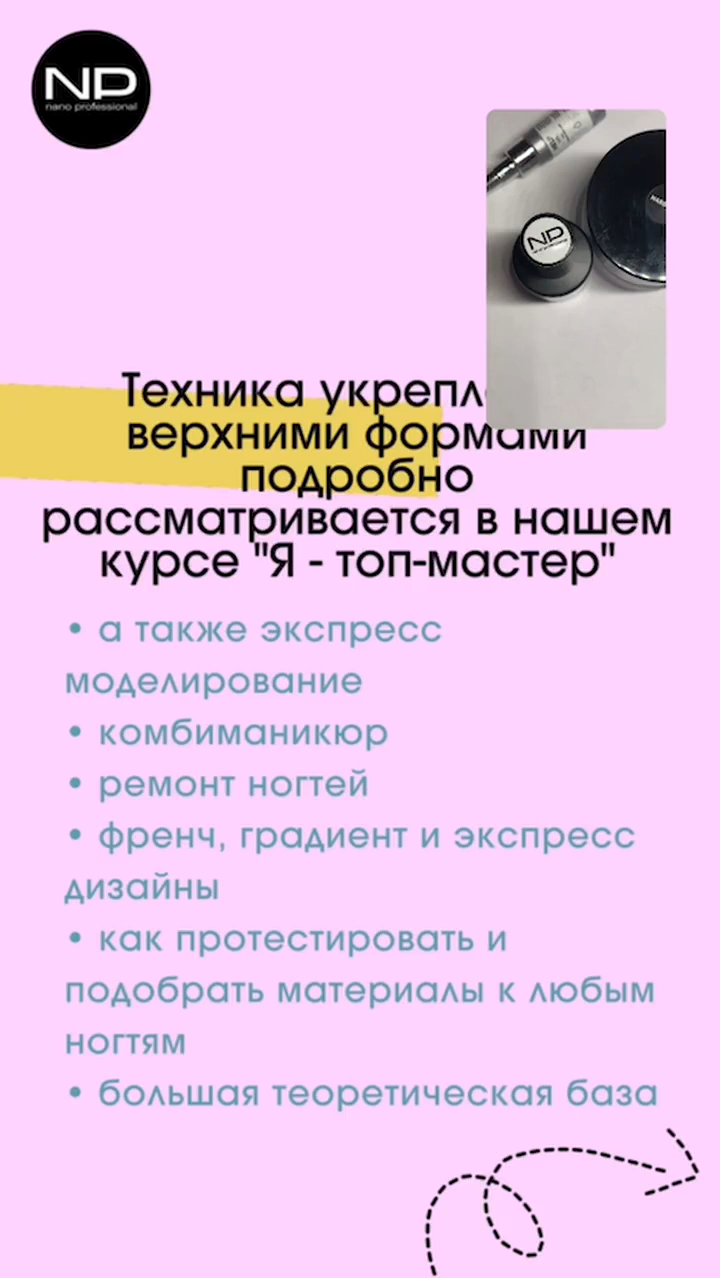 NP
nano professional
NP
Техника
верхними формами
подробно
рассматривается в нашем
курсе "Я - топ-мастер"
• а также экспресс
моделирование
• комбиманикюр
• ремонт ногтей
• френч, градиент и экспресс
дизайны
• как протестировать и
подобрать материалы к любым
ногтям
• большая теоретическая база